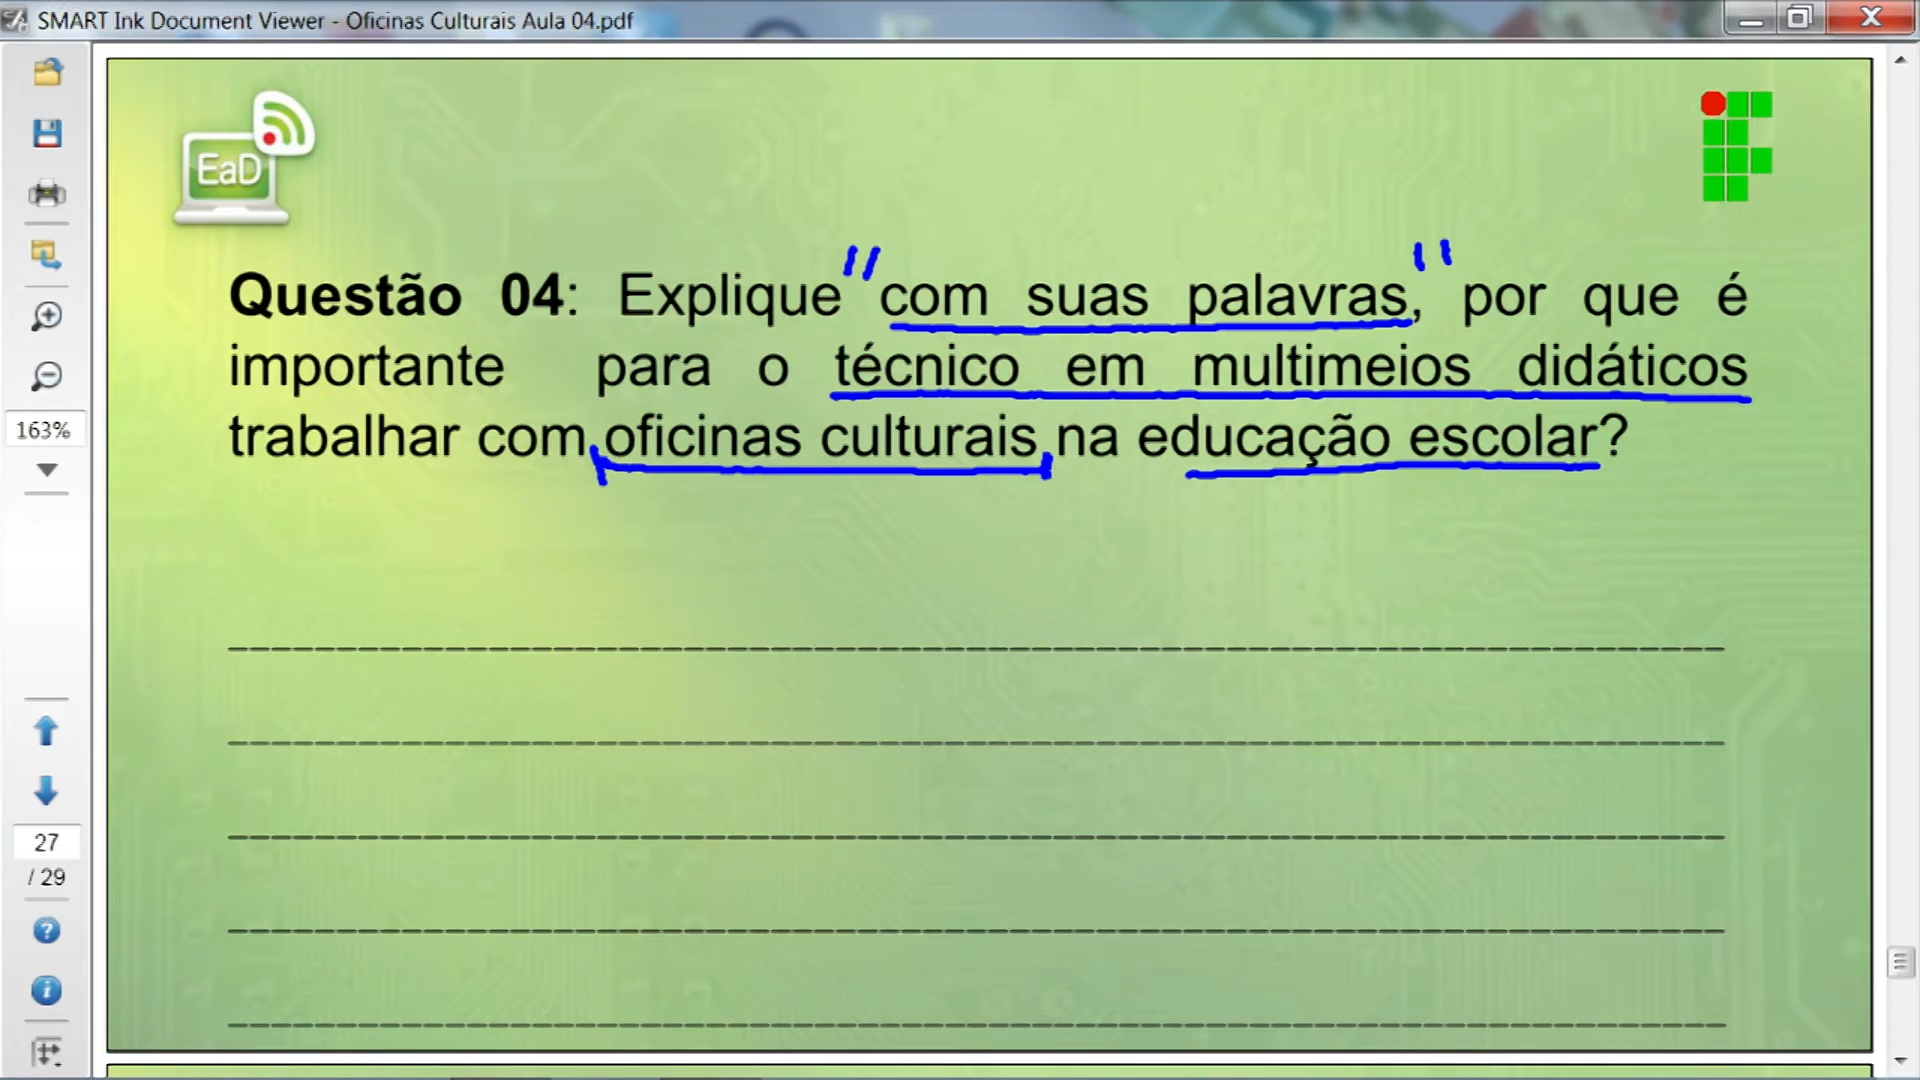 SMART Ink Document Viewer - Oficinas Culturais Aula 04.pdf
EaD
Questão 04: Explique "com suas palavras," por que é
importante para o técnico em multimeios didáticos
trabalhar com oficinas culturais na educação escolar?
163%
27
/ 29